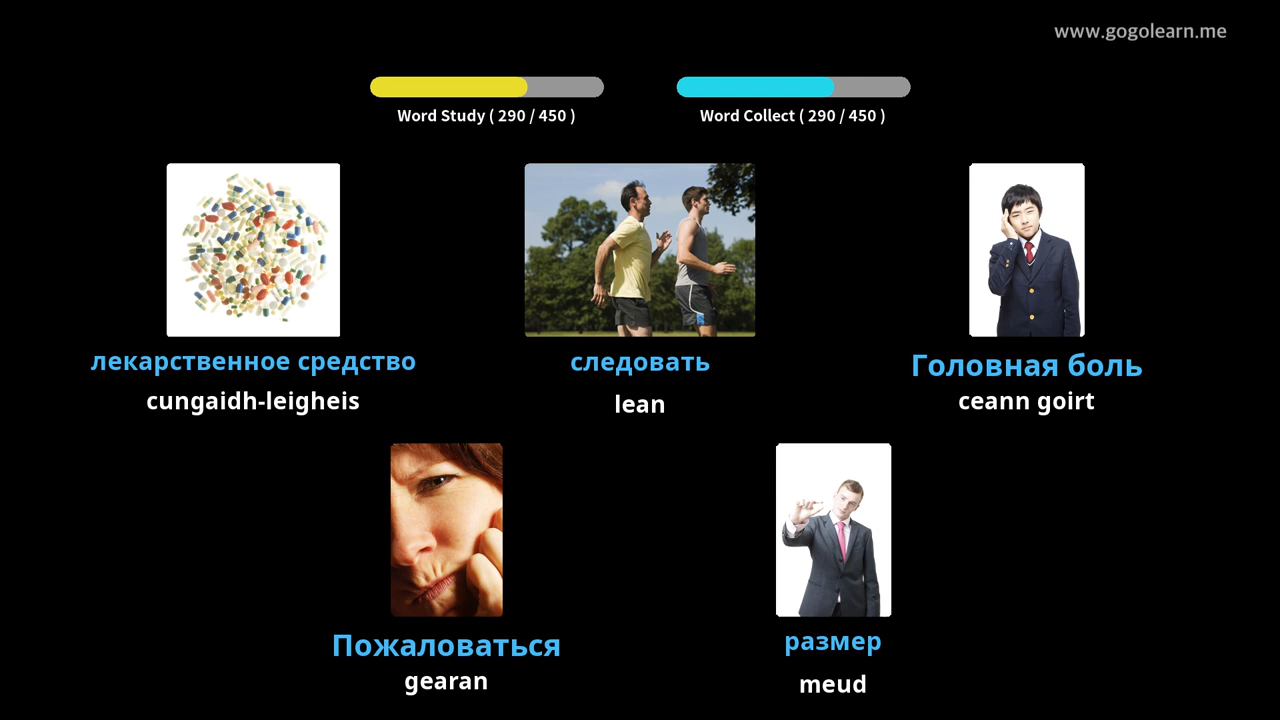 www.gogolearn.me
Word Study ( 290 / 450 )
Word Collect ( 290 / 450 )
лекарственное средство
cungaidh-leigheis
следовать
lean
Головная боль
ceann goirt
Пожаловаться
gearan
размер
meud